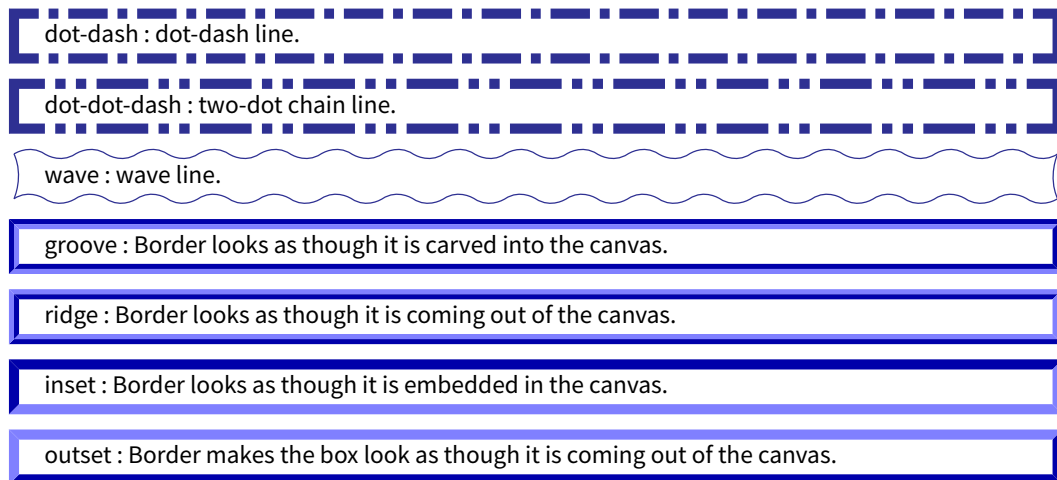 dot-dash : dot-dash line.
dot-dot-dash : two-dot chain line.
wave : wave line.
groove : Border looks as though it is carved into the canvas.
ridge : Border looks as though it is coming out of the canvas.
inset : Border looks as though it is embedded in the canvas.
outset : Border makes the box look as though it is coming out of the canvas.